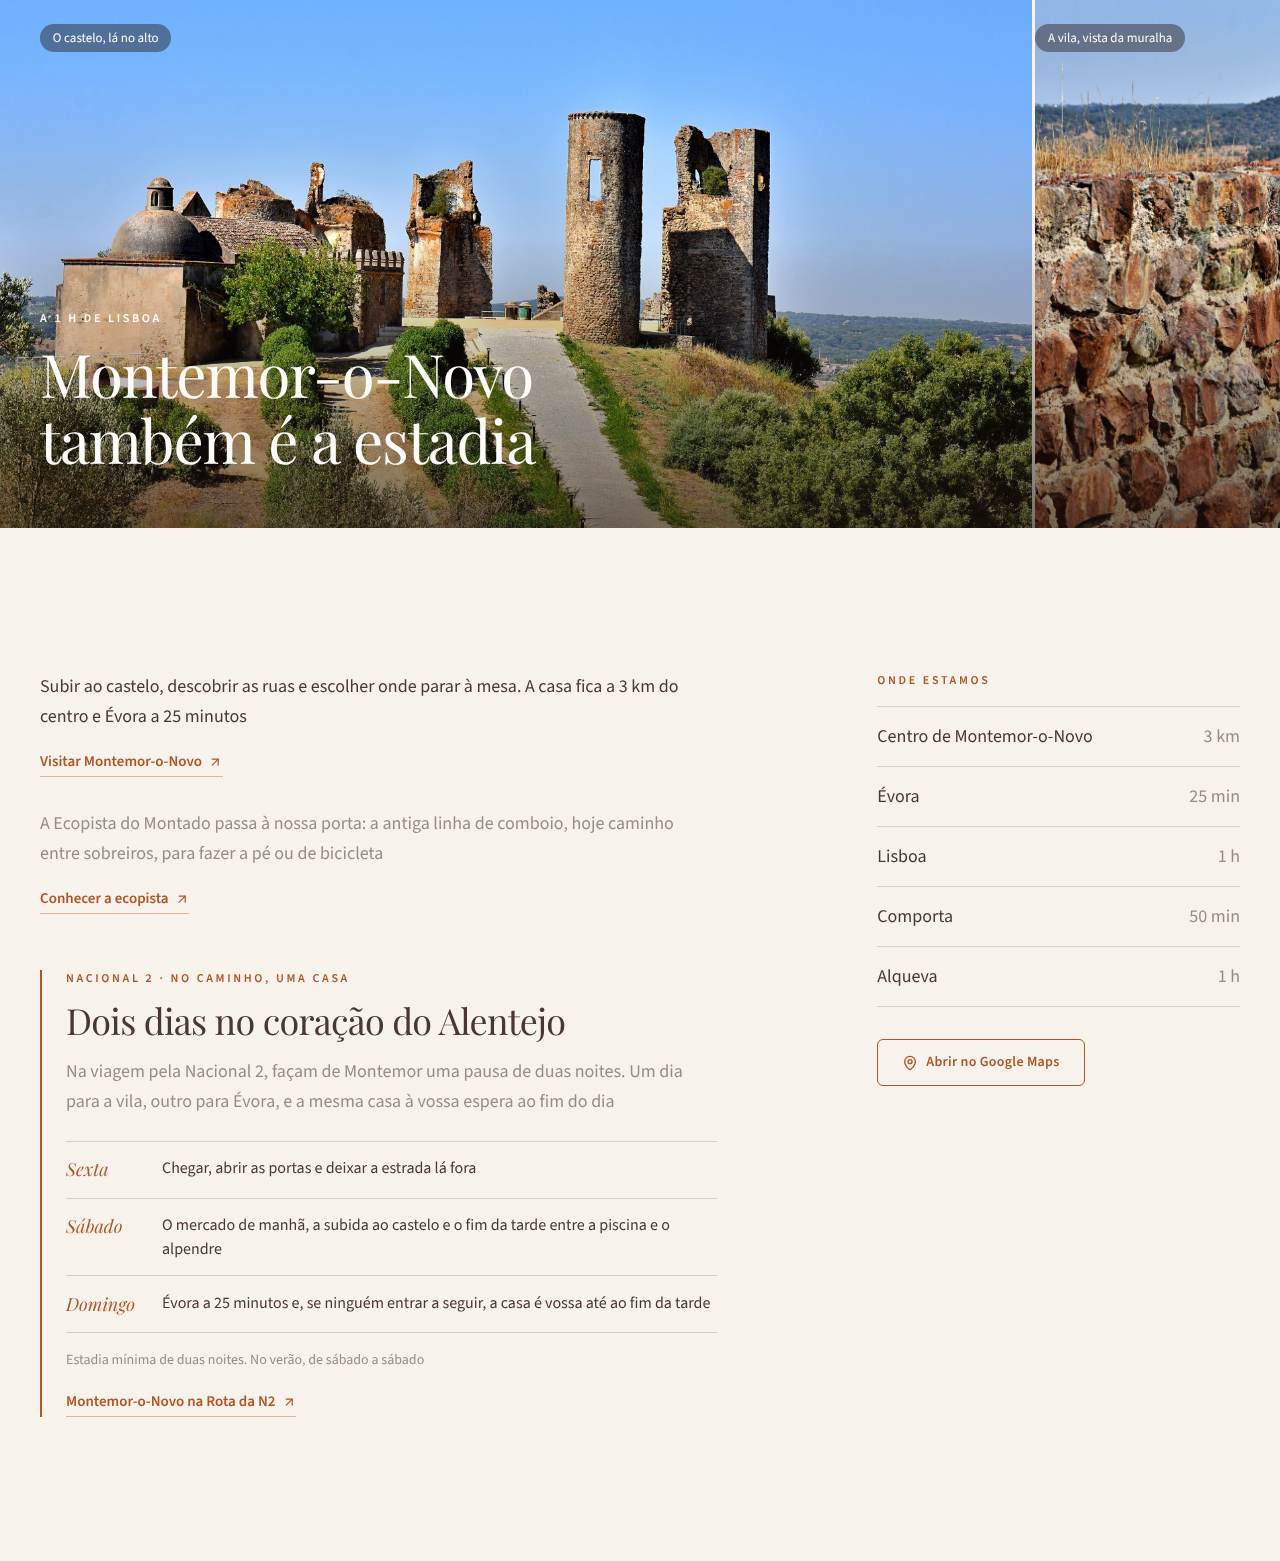 O castelo, lá no alto
A vila, vista da muralha
A 1 H DE LISBOA
Montemor-o-Novo
também é a estadia
Subir ao castelo, descobrir as ruas e escolher onde parar à mesa. A casa fica a 3 km do
centro e Évora a 25 minutos
Visitar Montemor-o-Novo
A Ecopista do Montado passa à nossa porta: a antiga linha de comboio, hoje caminho
entre sobreiros, para fazer a pé ou de bicicleta
Conhecer a ecopista
NACIONAL 2 · NO CAMINHO, UMA CASA
Dois dias no coração do Alentejo
Na viagem pela Nacional 2, façam de Montemor uma pausa de duas noites. Um dia
para a vila, outro para Évora, e a mesma casa à vossa espera ao fim do dia
Sexta Chegar, abrir as portas e deixar a estrada lá fora
Sábado O mercado de manhã, a subida ao castelo e o fim da tarde entre a piscina e o
alpendre
Domingo Évora a 25 minutos e, se ninguém entrar a seguir, a casa é vossa até ao fim da tarde
Estadia mínima de duas noites. No verão, de sábado a sábado
Montemor-o-Novo na Rota da N2
ONDE ESTAMOS
Centro de Montemor-o-Novo 3 km
Évora 25 min
Lisboa 1 h
Comporta 50 min
Alqueva 1 h
Abrir no Google Maps